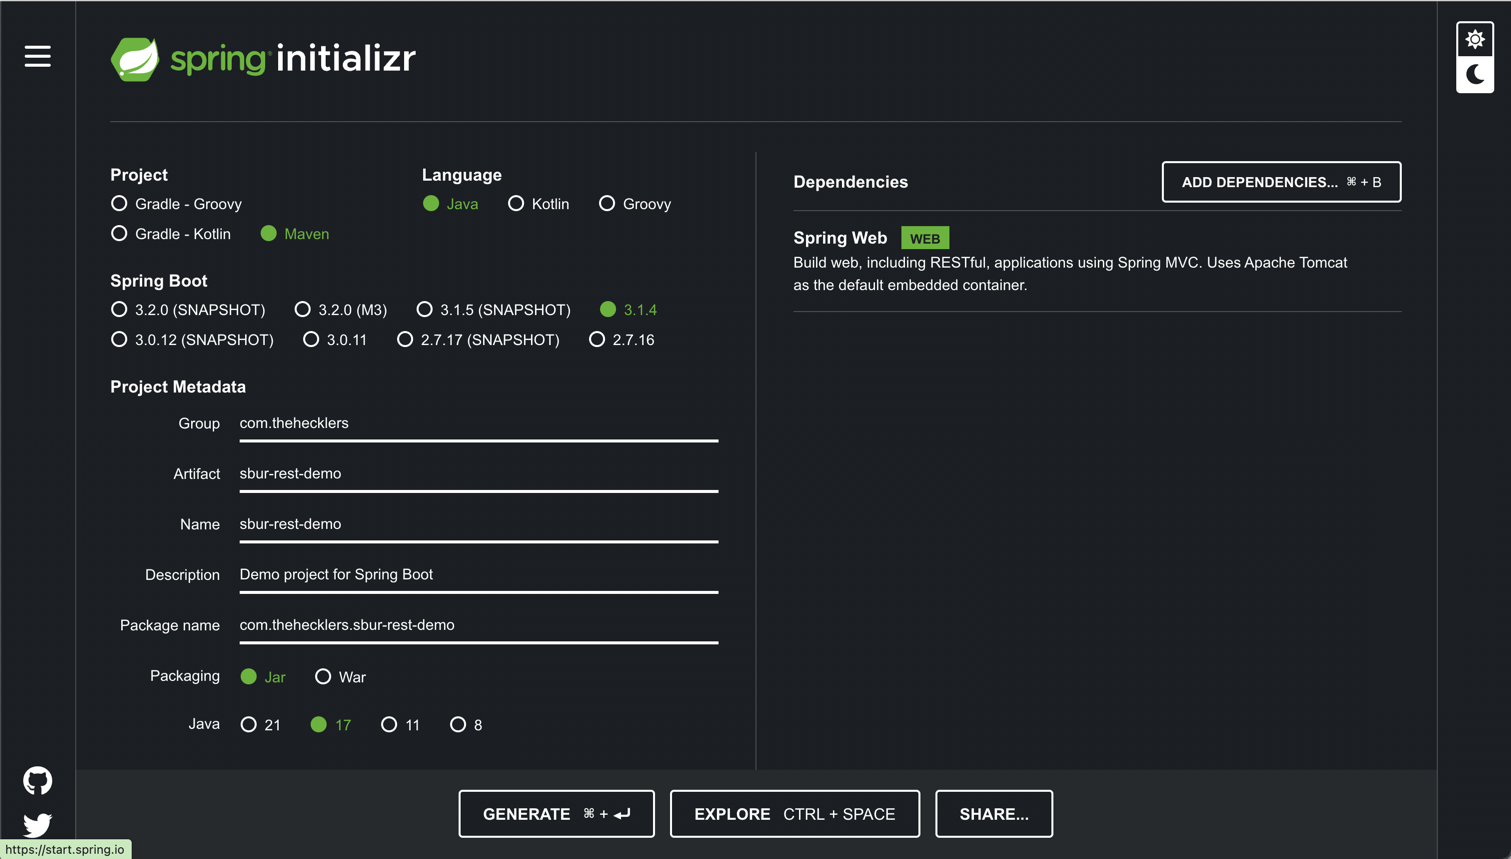 spring initializr
Project
Gradle - Groovy
Gradle - Kotlin Maven
Language
Java Kotlin Groovy
Spring Boot
3.2.0 (SNAPSHOT) 3.2.0 (M3) 3.1.5 (SNAPSHOT) 3.1.4
3.0.12 (SNAPSHOT) 3.0.11 2.7.17 (SNAPSHOT) 2.7.16
Project Metadata
Group com.thehecklers
Artifact sbur-rest-demo
Name sbur-rest-demo
Description Demo project for Spring Boot
Package name com.thehecklers.sbur-rest-demo
Packaging Jar War
Java 21 17 11 8
Dependencies ADD DEPENDENCIES... ⌘ + B
Spring Web WEB
Build web, including RESTful, applications using Spring MVC. Uses Apache Tomcat
as the default embedded container.
GENERATE ⌘ + ⏎ EXPLORE CTRL + SPACE SHARE...
https://start.spring.io